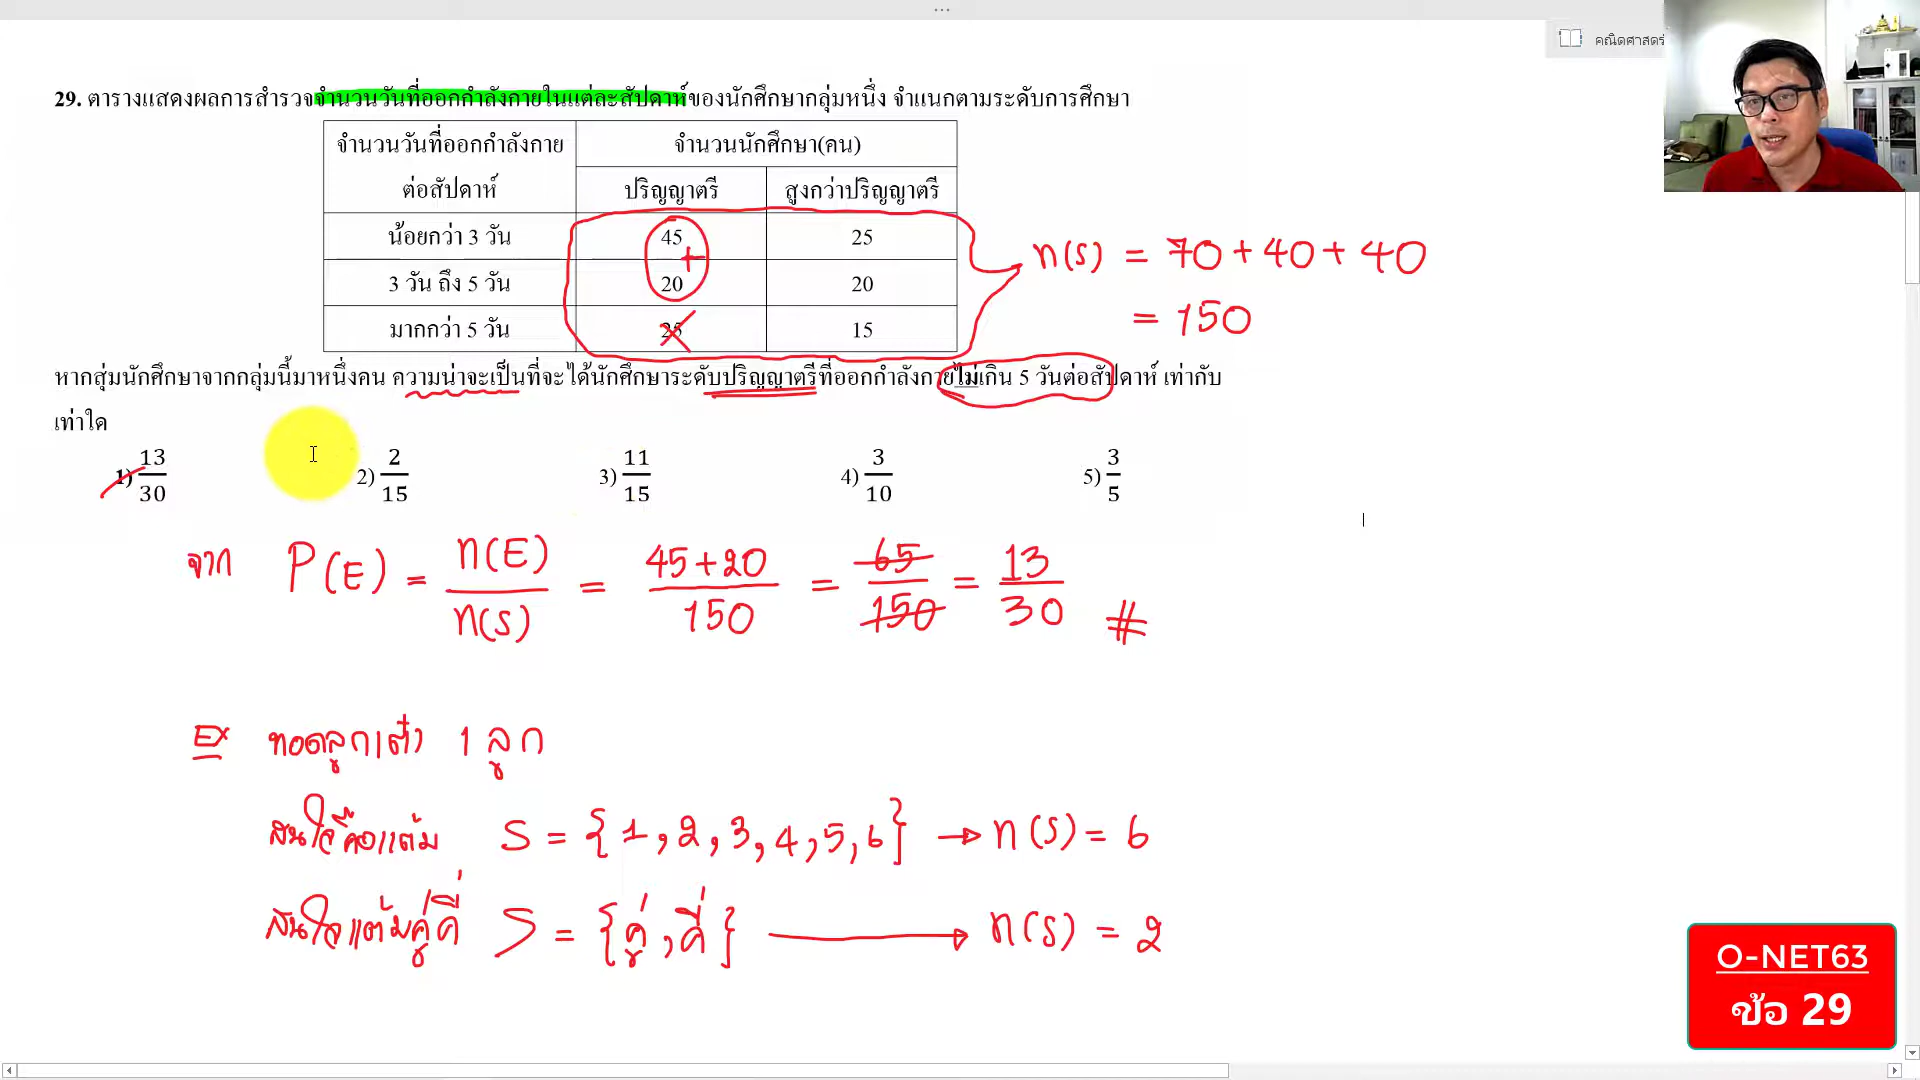 คณิตศาสตร์
29. ตารางแสดงผลการสำรวจจำนวนวันที่ออกกำลังกายในแต่ละสัปดาห์ของนักศึกษากลุ่มหนึ่ง จำแนกตามระดับการศึกษา
จำนวนวันที่ออกกำลังกาย จำนวนนักศึกษา(คน)
ต่อสัปดาห์ ปริญญาตรี สูงกว่าปริญญาตรี
น้อยกว่า 3 วัน 45 25
+
3 วัน ถึง 5 วัน 20 20
มากกว่า 5 วัน 25 15
n(S) = 70 + 40 + 40
= 150
หากสุ่มนักศึกษาจากกลุ่มนี้มาหนึ่งคน ความน่าจะเป็นที่จะได้นักศึกษาระดับปริญญาตรีที่ออกกำลังกายไม่เกิน 5 วันต่อสัปดาห์ เท่ากับ
เท่าใด
1) 13/30 2) 2/15 3) 11/15 4) 3/10 5) 3/5
จาก P(E) = n(E)/n(S) = 45+20/150 = 65/150 = 13/30 #
EX ทอดลูกเต๋า 1 ลูก
สนใจคือแต้ม S = {1,2,3,4,5,6} → n(S) = 6
สนใจแต้มคู่คี่ S = {คู่,คี่} → n(S) = 2
O-NET63
ข้อ 29